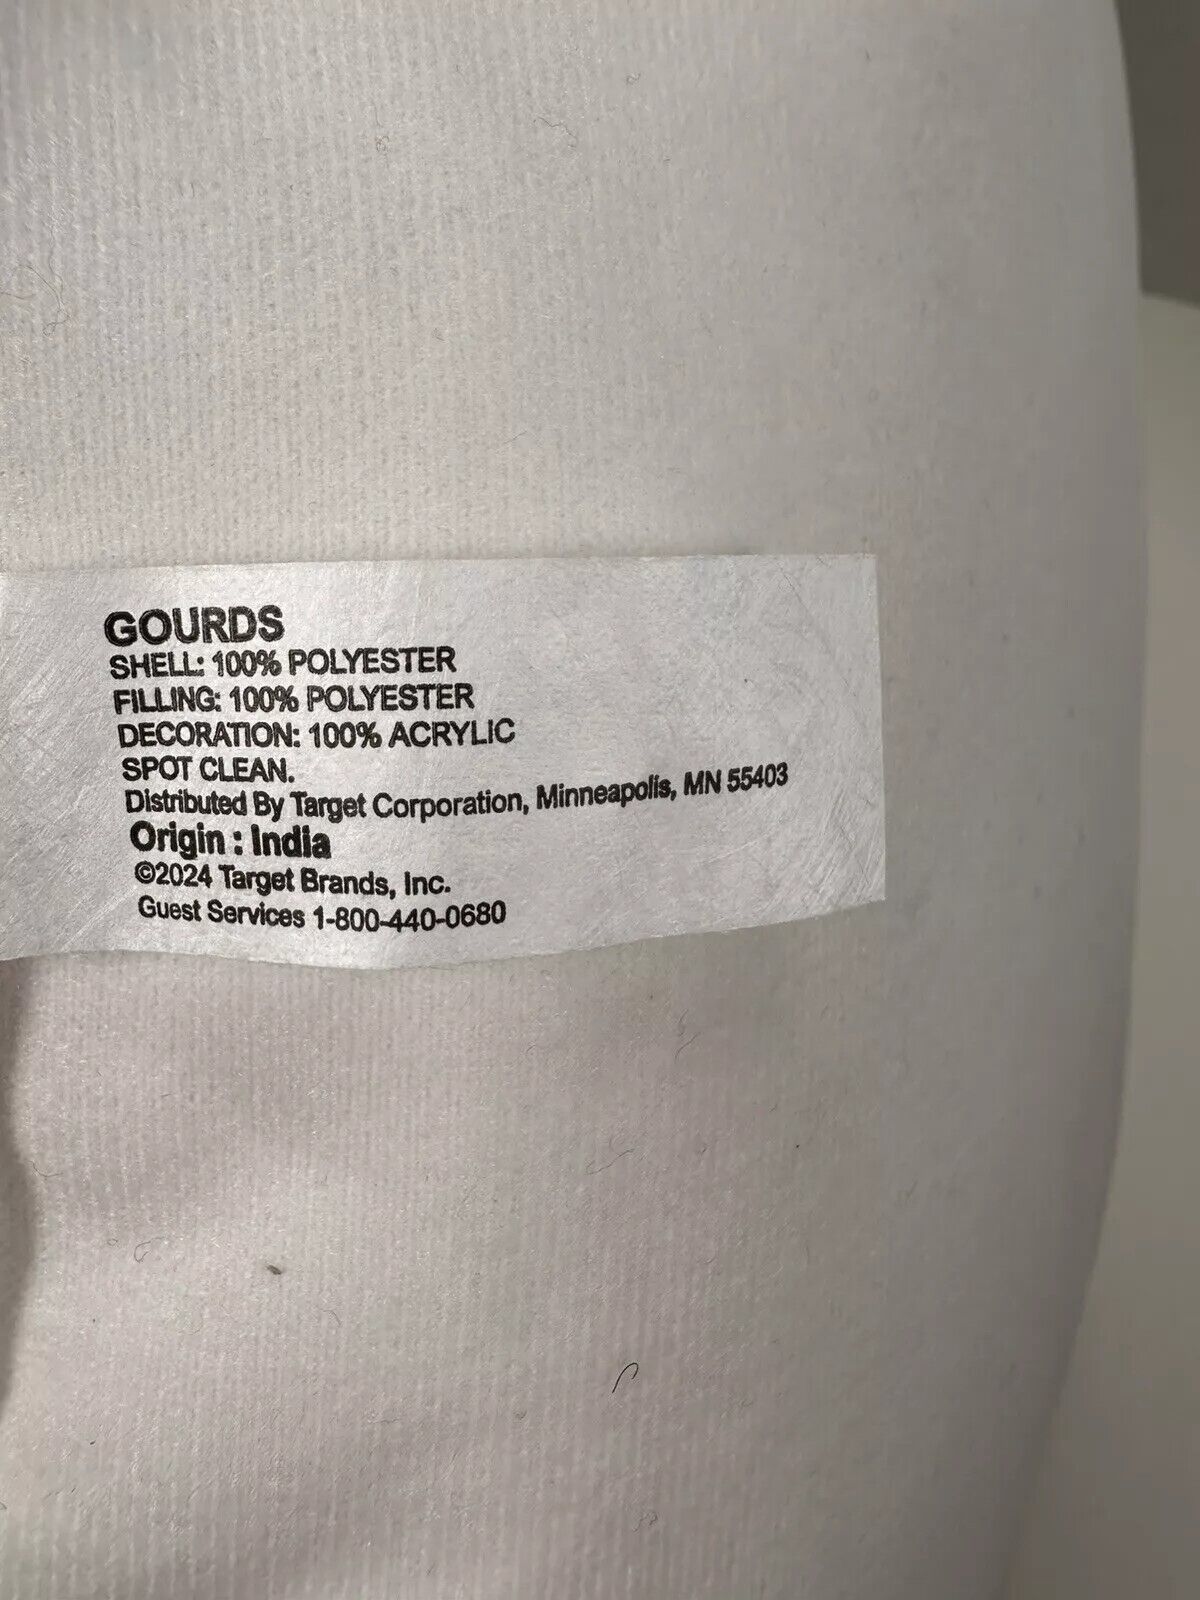 GOURDS
SHELL: 100% POLYESTER
FILLING: 100% POLYESTER
DECORATION: 100% ACRYLIC
SPOT CLEAN.
Distributed By Target Corporation, Minneapolis, MN 55403
Origin : India
©2024 Target Brands, Inc.
Guest Services 1-800-440-0680